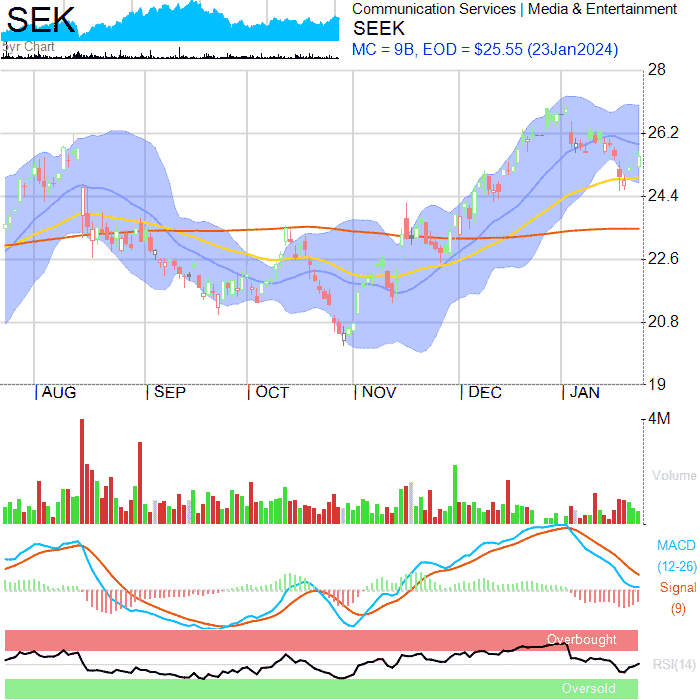 SEK
5yr Chart
Communication Services | Media & Entertainment
SEEK
MC = 9B, EOD = $25.55 (23Jan2024)
28
26.2
24.4
22.6
20.8
19
AUG
SEP
OCT
NOV
DEC
JAN
4M
Volume
MACD
(12-26)
Signal
(9)
Overbought
RSI(14)
Oversold